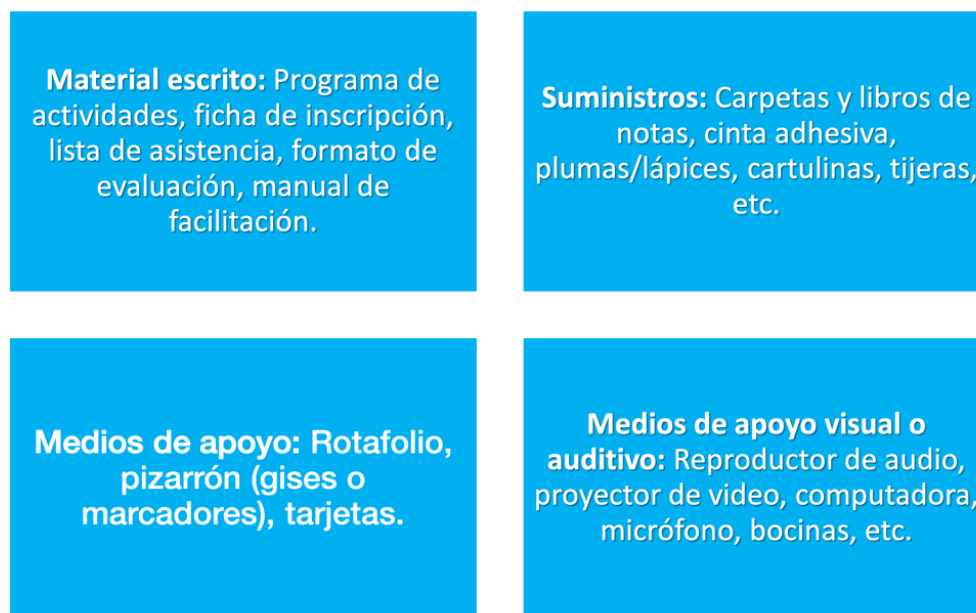 Material escrito: Programa de
actividades, ficha de inscripción,
lista de asistencia, formato de
evaluación, manual de
facilitación.
Suministros: Carpetas y libros de
notas, cinta adhesiva,
plumas/lápices, cartulinas, tijeras,
etc.
Medios de apoyo: Rotafolio,
pizarrón (gises o
marcadores), tarjetas.
Medios de apoyo visual o
auditivo: Reproductor de audio,
proyector de video, computadora,
micrófono, bocinas, etc.